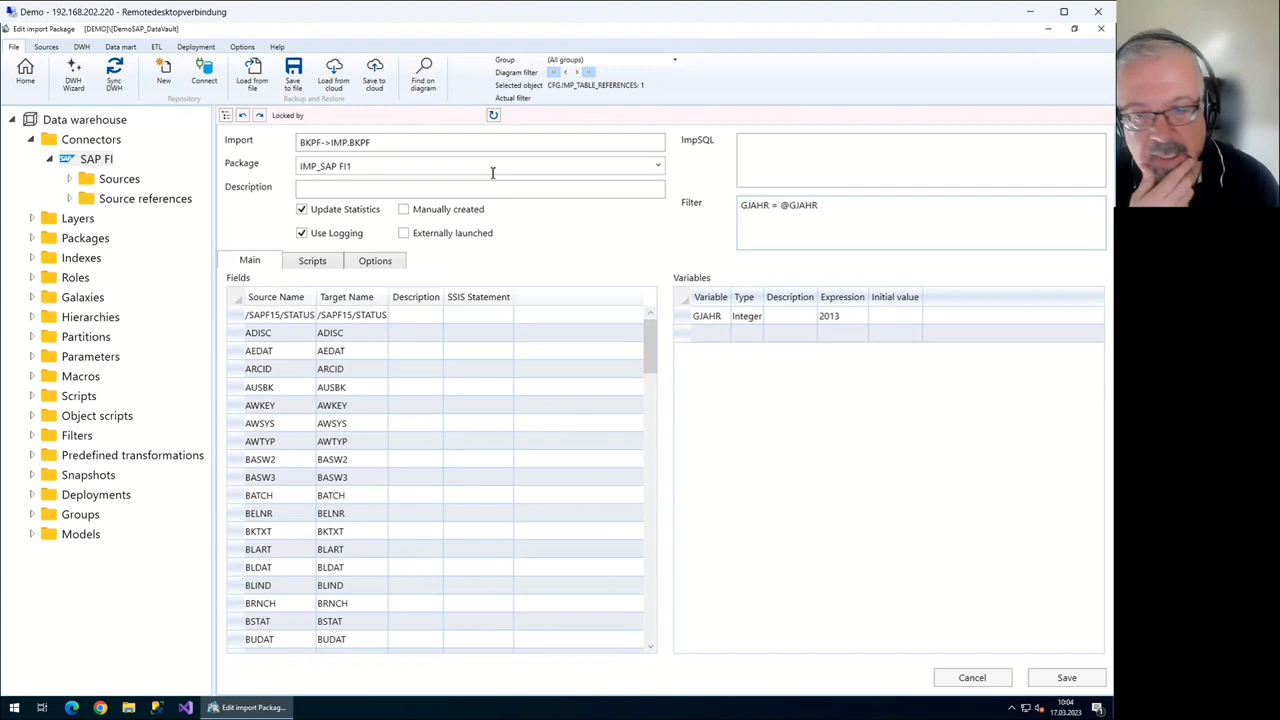 Demo - 192.168.202.220 - Remotedesktopverbindung
Edit import Package [DEMO]\[DemoSAP_DataVault]
File Sources DWH Data mart ETL Deployment Options Help
Home
DWH Wizard
Sync DWH
New
Connect
Repository
Load from file
Save to file
Load from cloud
Save to cloud
Backup and Restore
Find on diagram
Group (All groups)
Diagram filter
Selected object CFG.IMP_TABLE_REFERENCES: 1
Actual filter
Data warehouse
Connectors
SAP FI
Sources
Source references
Layers
Packages
Indexes
Roles
Galaxies
Hierarchies
Partitions
Parameters
Macros
Scripts
Object scripts
Filters
Predefined transformations
Snapshots
Deployments
Groups
Models
Locked by
Import BKPF->IMP.BKPF
Package IMP_SAP FI1
Description
Update Statistics Manually created
Use Logging Externally launched
ImpSQL
Filter GJAHR = @GJAHR
Main Scripts Options
Fields
Source Name Target Name Description SSIS Statement
/SAPF15/STATUS /SAPF15/STATUS
ADISC ADISC
AEDAT AEDAT
ARCID ARCID
AUSBK AUSBK
AWKEY AWKEY
AWSYS AWSYS
AWTYP AWTYP
BASW2 BASW2
BASW3 BASW3
BATCH BATCH
BELNR BELNR
BKTXT BKTXT
BLART BLART
BLDAT BLDAT
BLIND BLIND
BRNCH BRNCH
BSTAT BSTAT
BUDAT BUDAT
Variables
Variable Type Description Expression Initial value
GJAHR Integer 2013
Cancel Save
Edit import Packag...
10:04
17.03.2023